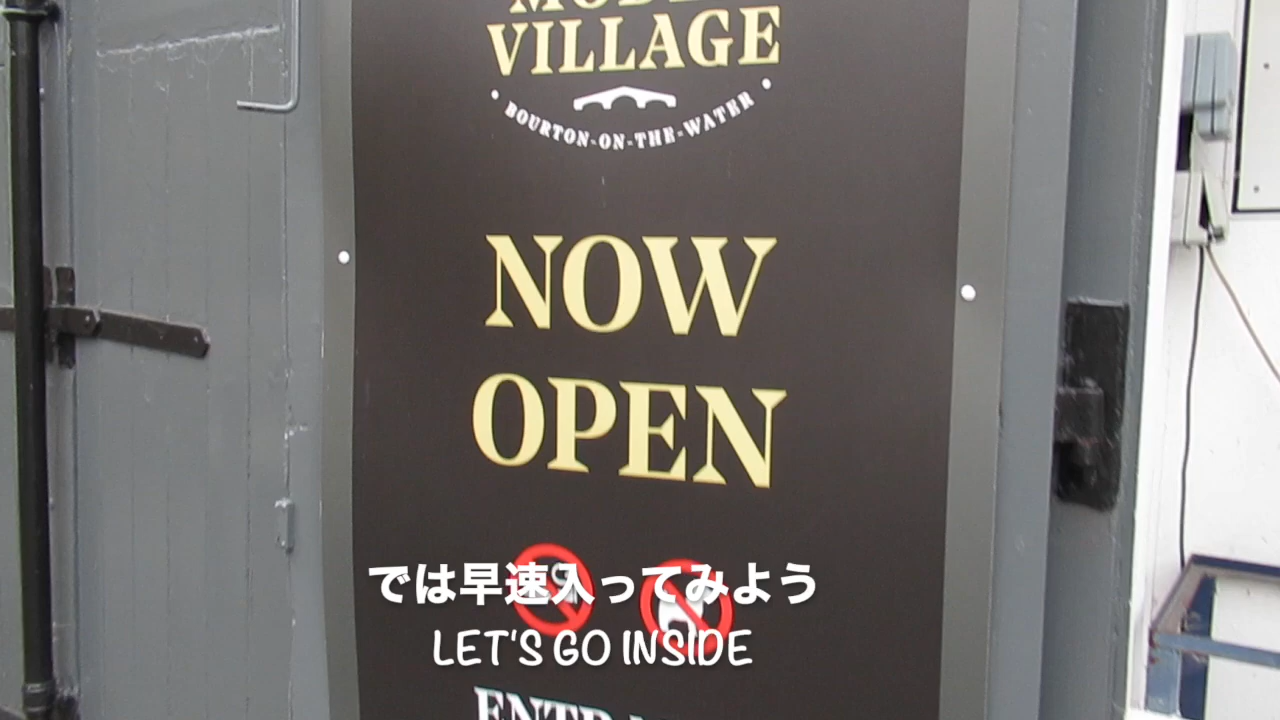 VILLAGE
BOURTON-ON-THE-WATER
NOW
OPEN
では早速入ってみよう
LET'S GO INSIDE